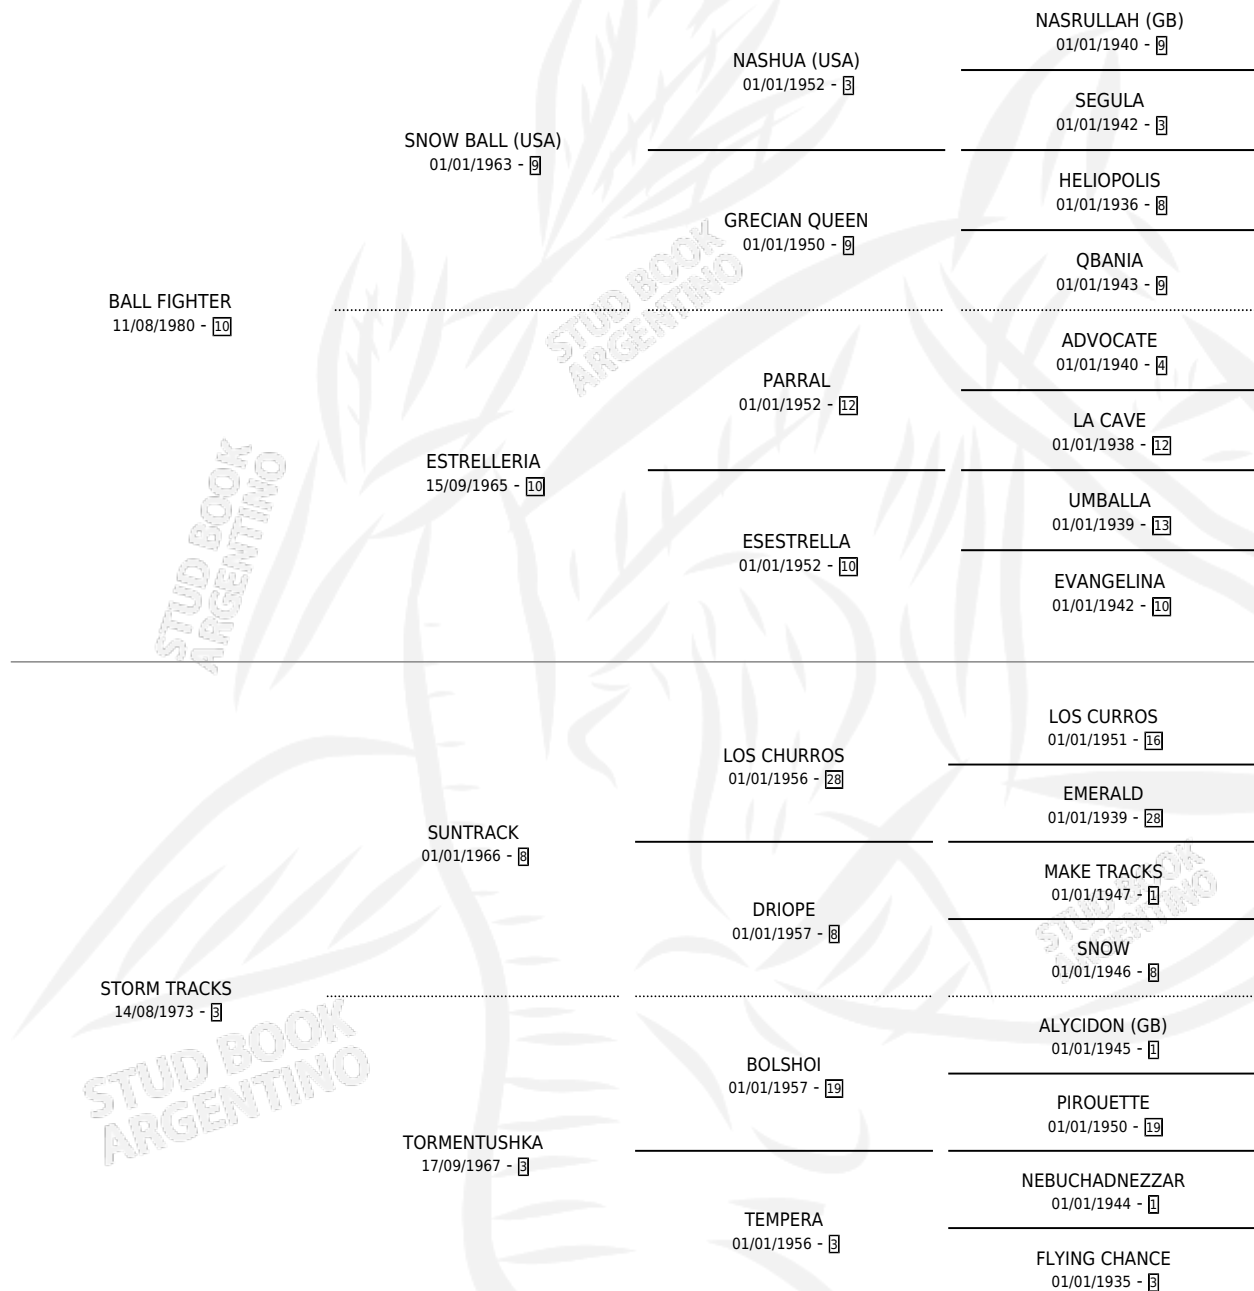 NASRULLAH (GB)
01/01/1940 - 9
NASHUA (USA)
01/01/1952 - 3
SEGULA
01/01/1942 - 3
SNOW BALL (USA)
01/01/1963 - 9
HELIOPOLIS
01/01/1936 - 8
GRECIAN QUEEN
01/01/1950 - 9
QBANIA
01/01/1943 - 9
BALL FIGHTER
11/08/1980 - 10
STUD BOOK
ARGENTINO
ADVOCATE
01/01/1940 - 4
PARRAL
01/01/1952 - 12
LA CAVE
01/01/1938 - 12
ESTRELLERIA
15/09/1965 - 10
UMBALLA
01/01/1939 - 13
ESESTRELLA
01/01/1952 - 10
EVANGELINA
01/01/1942 - 10
STUD BOOK
ARGENTINO
LOS CURROS
01/01/1951 - 16
LOS CHURROS
01/01/1956 - 28
EMERALD
01/01/1939 - 28
SUNTRACK
01/01/1966 - 8
MAKE TRACKS
01/01/1947 - 1
DRIOPE
01/01/1957 - 8
SNOW
01/01/1946 - 8
STUD BOOK
ARGENTINO
STORM TRACKS
14/08/1973 - 3
STUD BOOK
ARGENTINO
ALYCIDON (GB)
01/01/1945 - 1
BOLSHOI
01/01/1957 - 19
PIROUETTE
01/01/1950 - 19
TORMENTUSHKA
17/09/1967 - 3
NEBUCHADNEZZAR
01/01/1944 - 1
TEMPERA
01/01/1956 - 3
FLYING CHANCE
01/01/1935 - 3